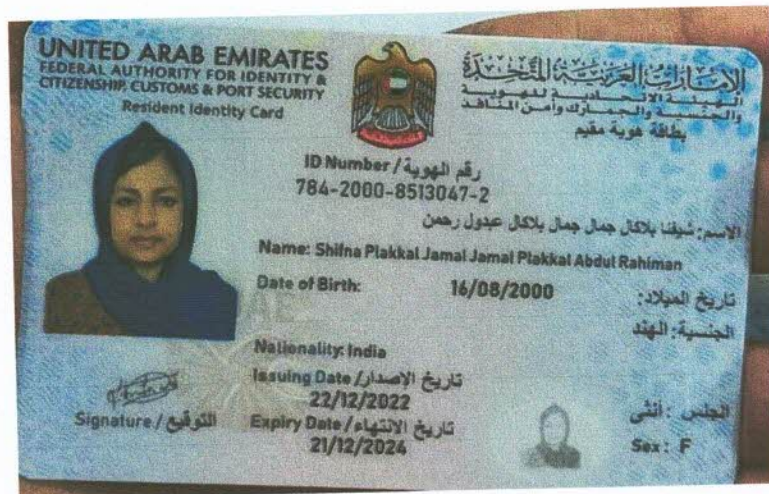 UNITED ARAB EMIRATES
FEDERAL AUTHORITY FOR IDENTITY &
CITIZENSHIP, CUSTOMS & PORT SECURITY
Resident Identity Card
الإمارات العربية المتحدة
الهيئة الاتحادية للهوية
والجنسية والجمارك وأمن المنافذ
بطاقة هوية مقيم
ID Number / رقم الهوية
784-2000-8513047-2
الاسم: شيفنا بلاكال جمال جمال بلاكال عبدول رحمن
Name: Shifna Plakkal Jamal Jamal Plakkal Abdul Rahiman
Date of Birth: 16/08/2000 تاريخ الميلاد:
الجنسية: الهند
Nationality: India
Issuing Date / تاريخ الإصدار
22/12/2022
Expiry Date / تاريخ الانتهاء
21/12/2024
الجنس: أنثى
Sex: F
Signature / التوقيع